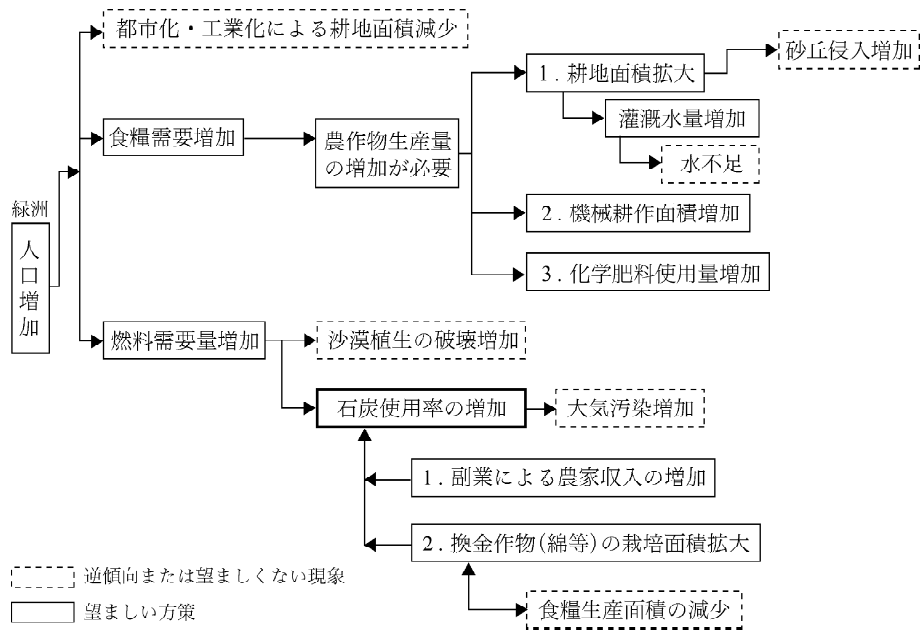 都市化・工業化による耕地面積減少
1. 耕地面積拡大
砂丘侵入増加
灌漑水量増加
食糧需要増加
農作物生産量
の増加が必要
水不足
緑洲
人口増加
2. 機械耕作面積増加
3. 化学肥料使用量増加
燃料需要量増加
沙漠植生の破壊増加
石炭使用率の増加
大気汚染増加
1. 副業による農家収入の増加
2. 換金作物(綿等)の栽培面積拡大
食糧生産面積の減少
逆傾向または望ましくない現象
望ましい方策